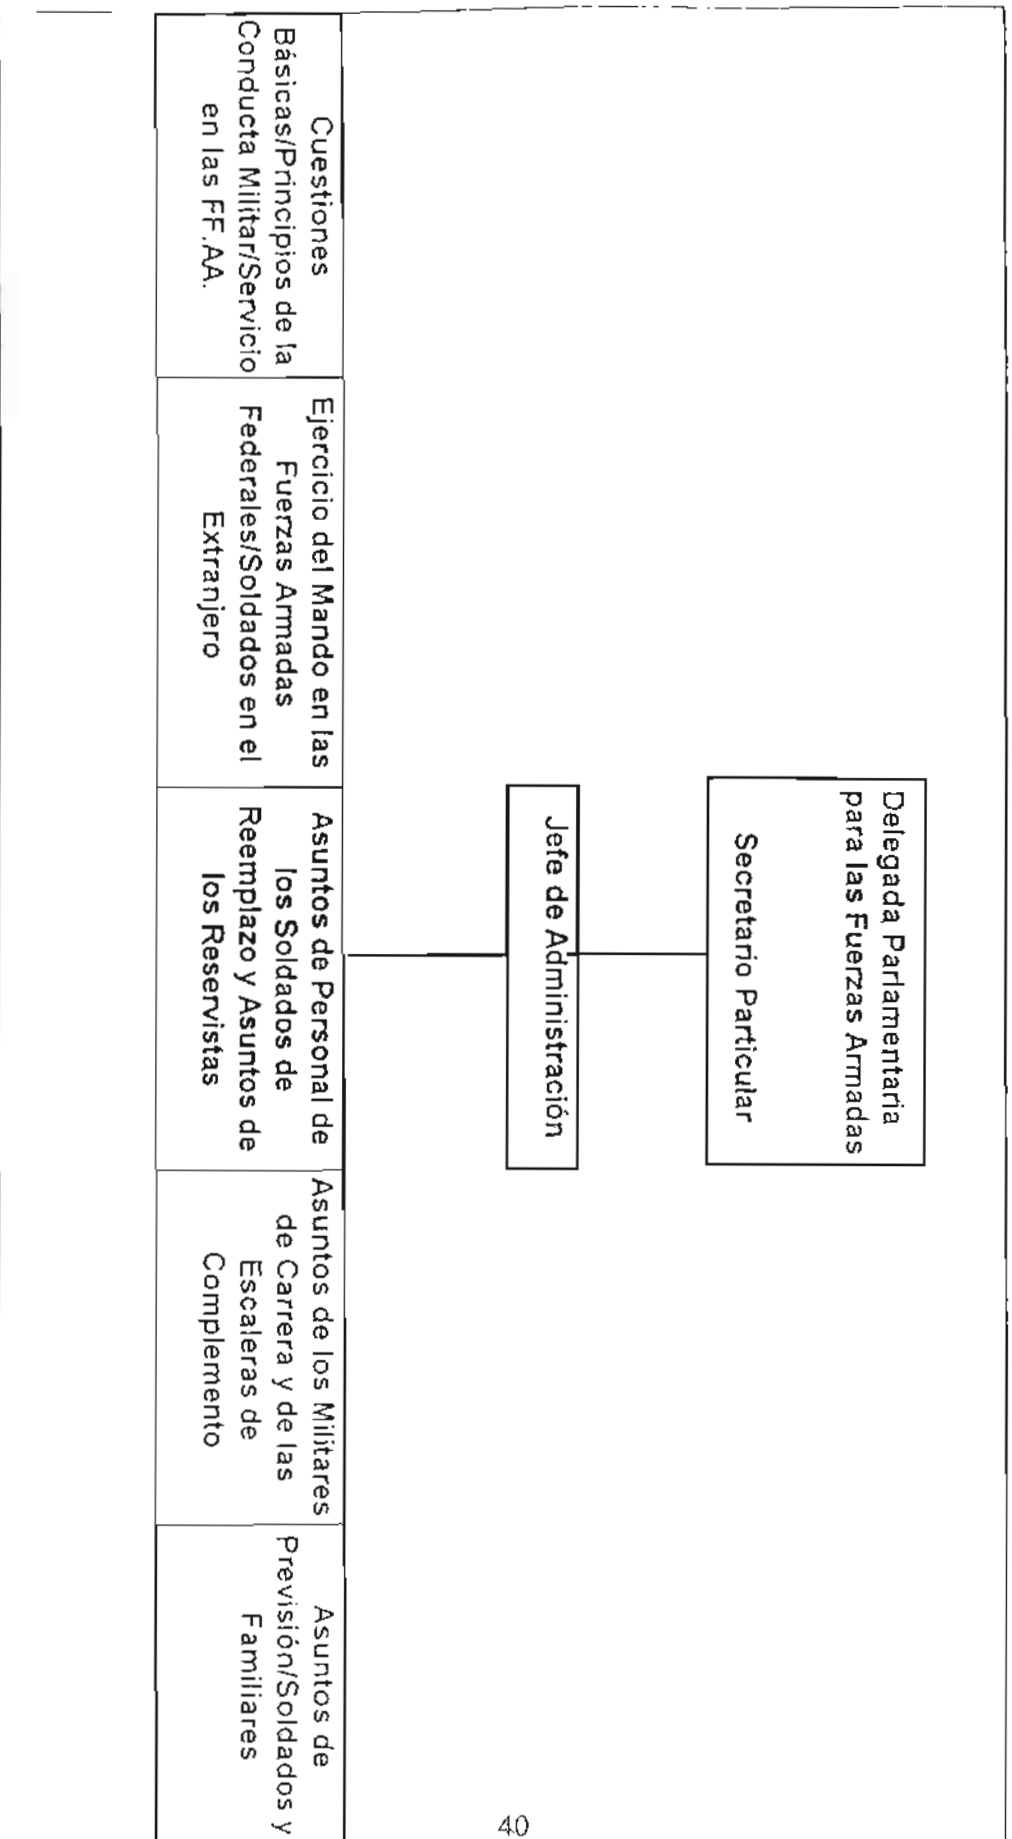 Delegada Parlamentaria
para las Fuerzas Armadas
Secretario Particular
Jefe de Administración
Cuestiones
Básicas/Principios de la
Conducta Militar/Servicio
en las FF.AA.
Ejercicio del Mando en las
Fuerzas Armadas
Federales/Soldados en el
Extranjero
Asuntos de Personal de
los Soldados de
Reemplazo y Asuntos de
los Reservistas
Asuntos de los Militares
de Carrera y de las
Escaleras de
Complemento
Asuntos de
Previsión/Soldados y
Familiares
40